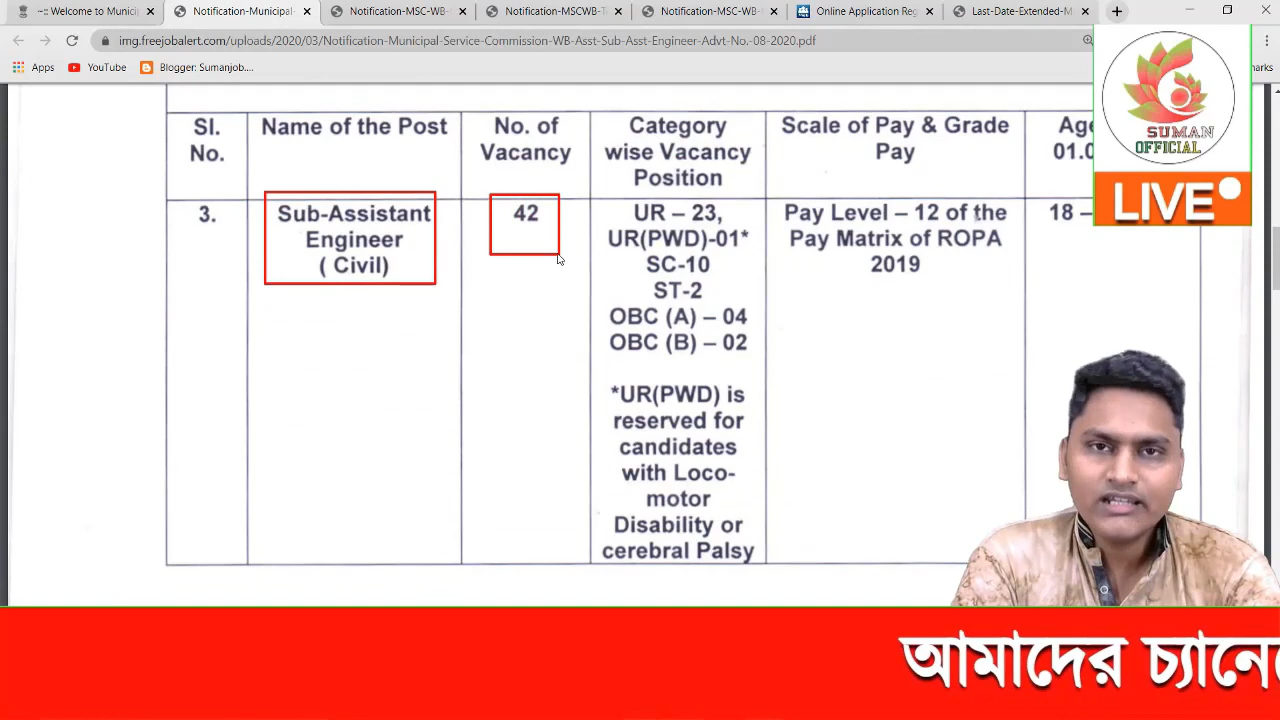 -:: Welcome to Municip
Notification-Municipal-
Notification-MSC-WB-
Notification-MSCWB-
Notification-MSC-WB-
Online Application Reg
Last-Date-Extended-M
img.freejobalert.com/uploads/2020/03/Notification-Municipal-Service-Commission-WB-Asst-Sub-Asst-Engineer-Advt-No.-08-2020.pdf
Apps
YouTube
Blogger: Sumanjob....
Sl.
No.
Name of the Post
No. of
Vacancy
Category
wise Vacancy
Position
Scale of Pay & Grade
Pay
Age
3.
Sub-Assistant
Engineer
( Civil)
42
UR – 23,
UR(PWD)-01*
SC-10
ST-2
OBC (A) – 04
OBC (B) – 02
*UR(PWD) is
reserved for
candidates
with Loco-
motor
Disability or
cerebral Palsy
Pay Level – 12 of the
Pay Matrix of ROPA
2019
18 –
SUMAN
OFFICIAL
LIVE
আমাদের